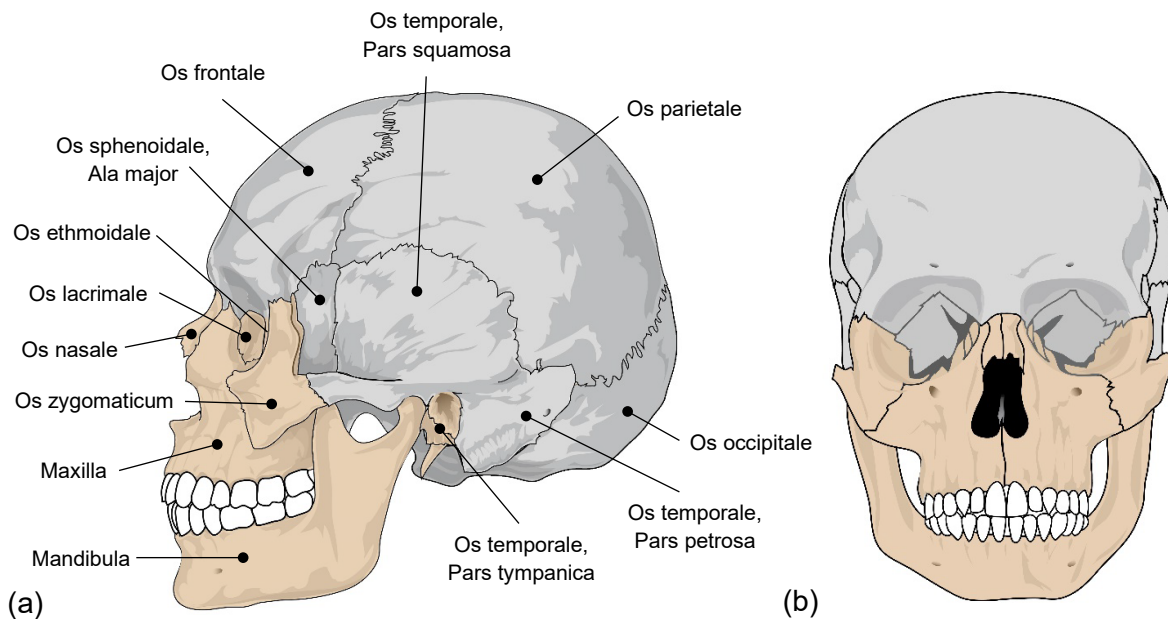 Os temporale,
Pars squamosa
Os frontale
Os parietale
Os sphenoidale,
Ala major
Os ethmoidale
Os lacrimale
Os nasale
Os zygomaticum
Maxilla
Os occipitale
Os temporale,
Pars petrosa
Os temporale,
Pars tympanica
Mandibula
(a)
(b)